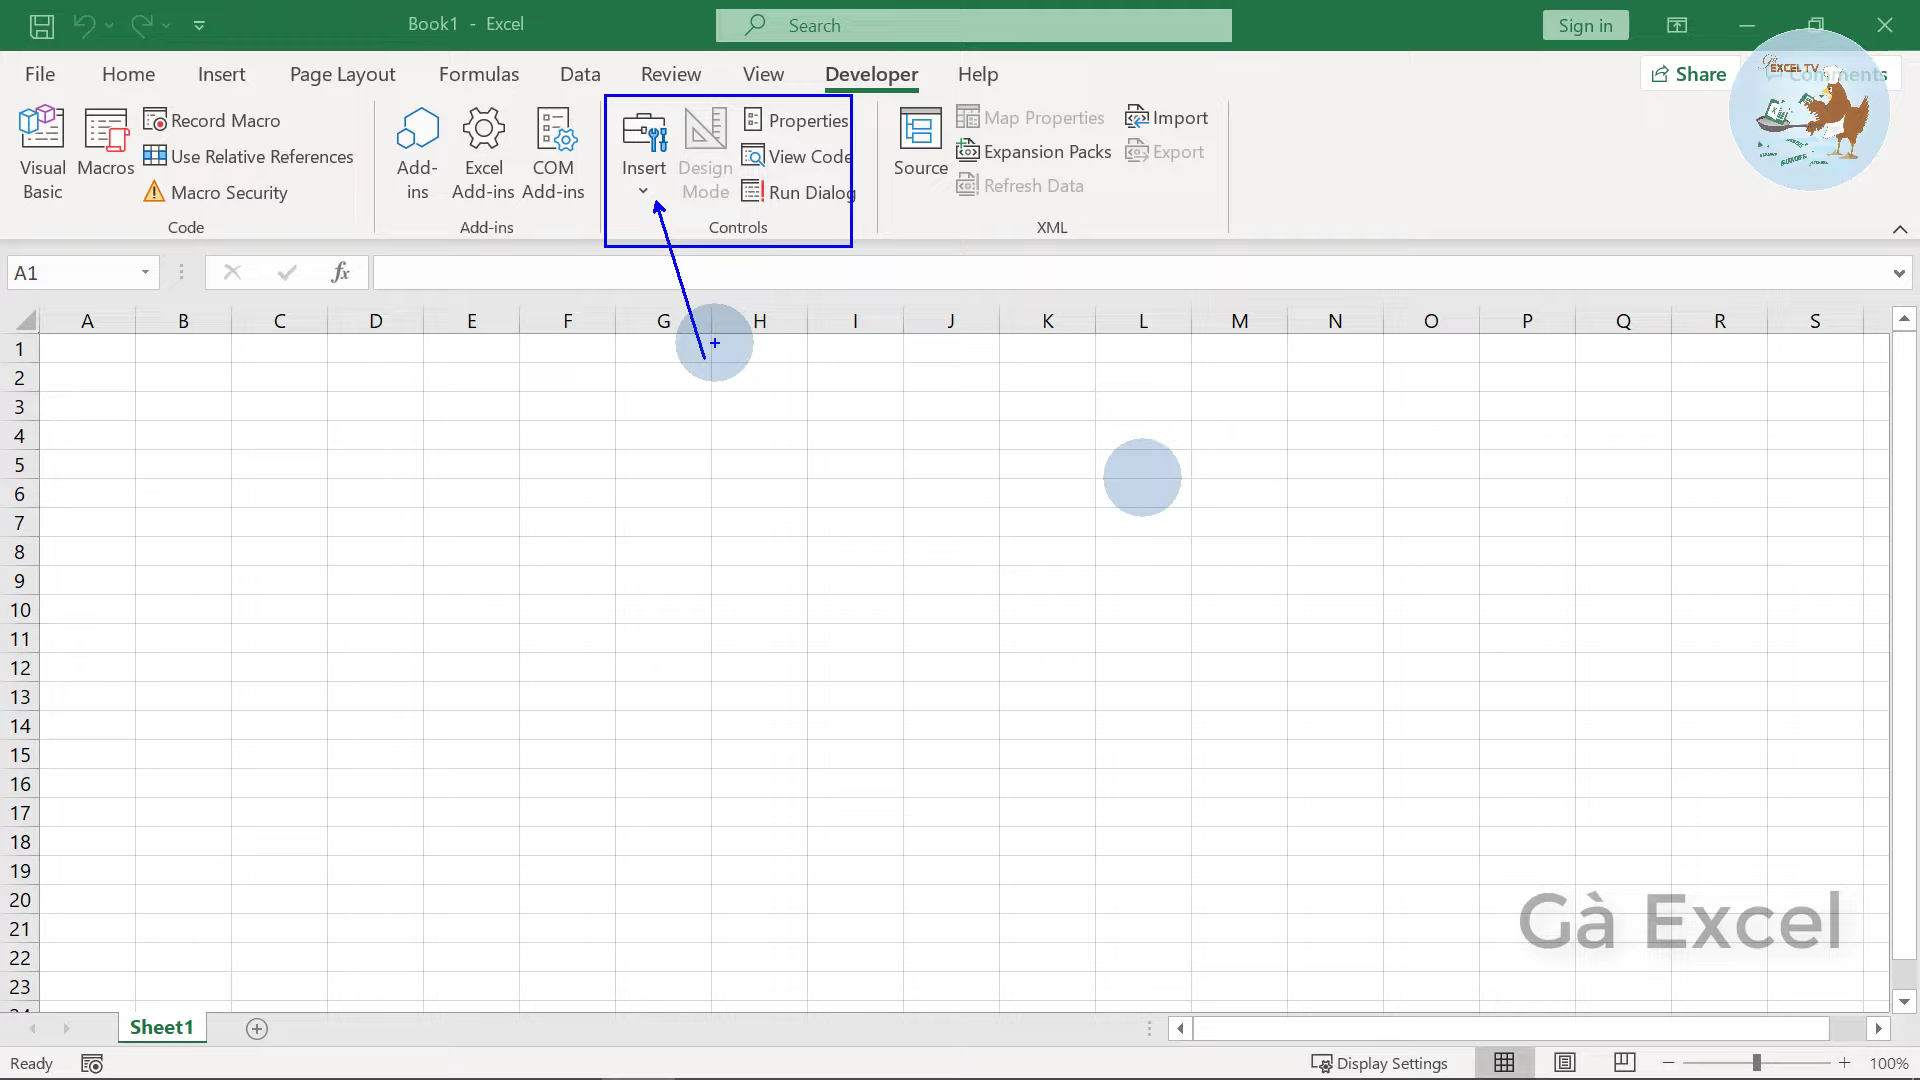 Book1 - Excel
Search
Sign in
File Home Insert Page Layout Formulas Data Review View Developer Help
Share
Comments
EXCEL TV
Visual Basic
Macros
Record Macro
Use Relative References
Macro Security
Code
Add-ins
Excel Add-ins
COM Add-ins
Add-ins
Insert
Design Mode
Properties
View Code
Run Dialog
Controls
Source
Map Properties
Expansion Packs
Refresh Data
Import
Export
XML
A1
fx
A B C D E F G H I J K L M N O P Q R S
1
2
3
4
5
6
7
8
9
10
11
12
13
14
15
16
17
18
19
20
21
22
23
Gà Excel
Sheet1
Ready
Display Settings
100%